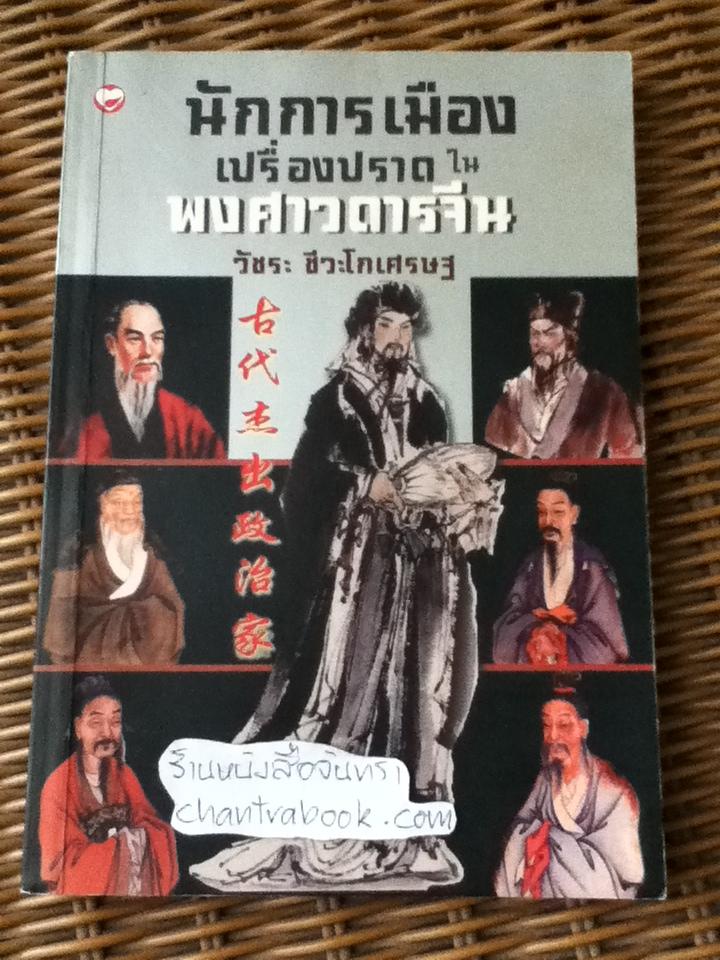 นักการเมือง
เปรื่องปราดใน
พงศาวดารจีน
วัชระ ชีวะโกเศรษฐ
古代杰出政治家
ร้านหนังสือจันทรา
chantrabook.com